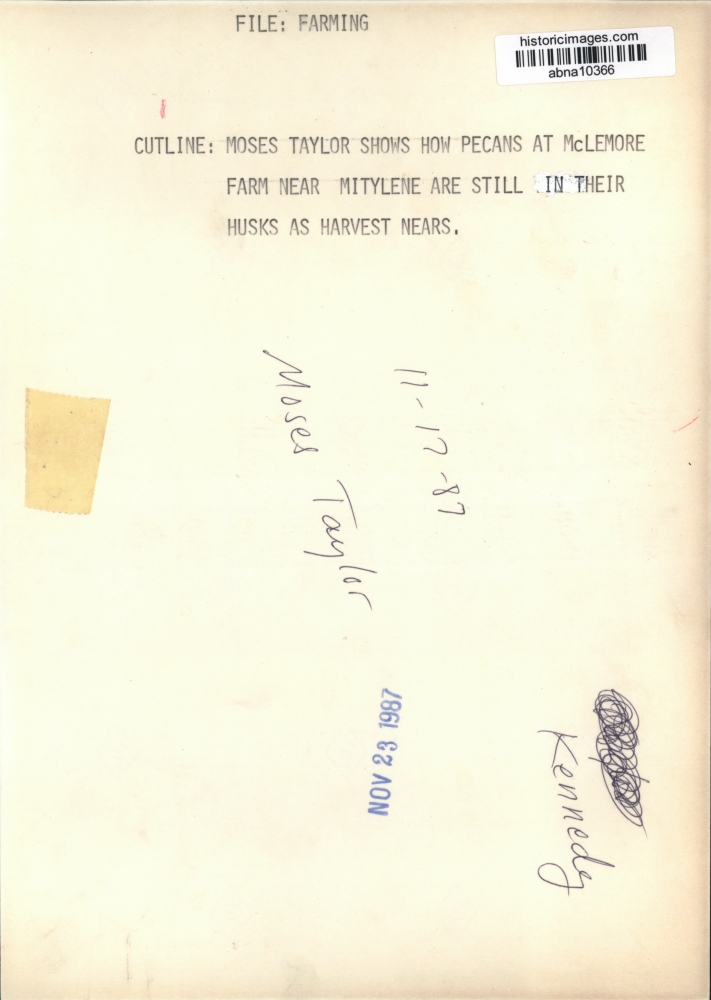 FILE: FARMING
historicimages.com
abna10366
CUTLINE: MOSES TAYLOR SHOWS HOW PECANS AT McLEMORE
FARM NEAR MITYLENE ARE STILL IN THEIR
HUSKS AS HARVEST NEARS.
11-17-87
Moses Taylor
NOV 23 1987
Kennedy